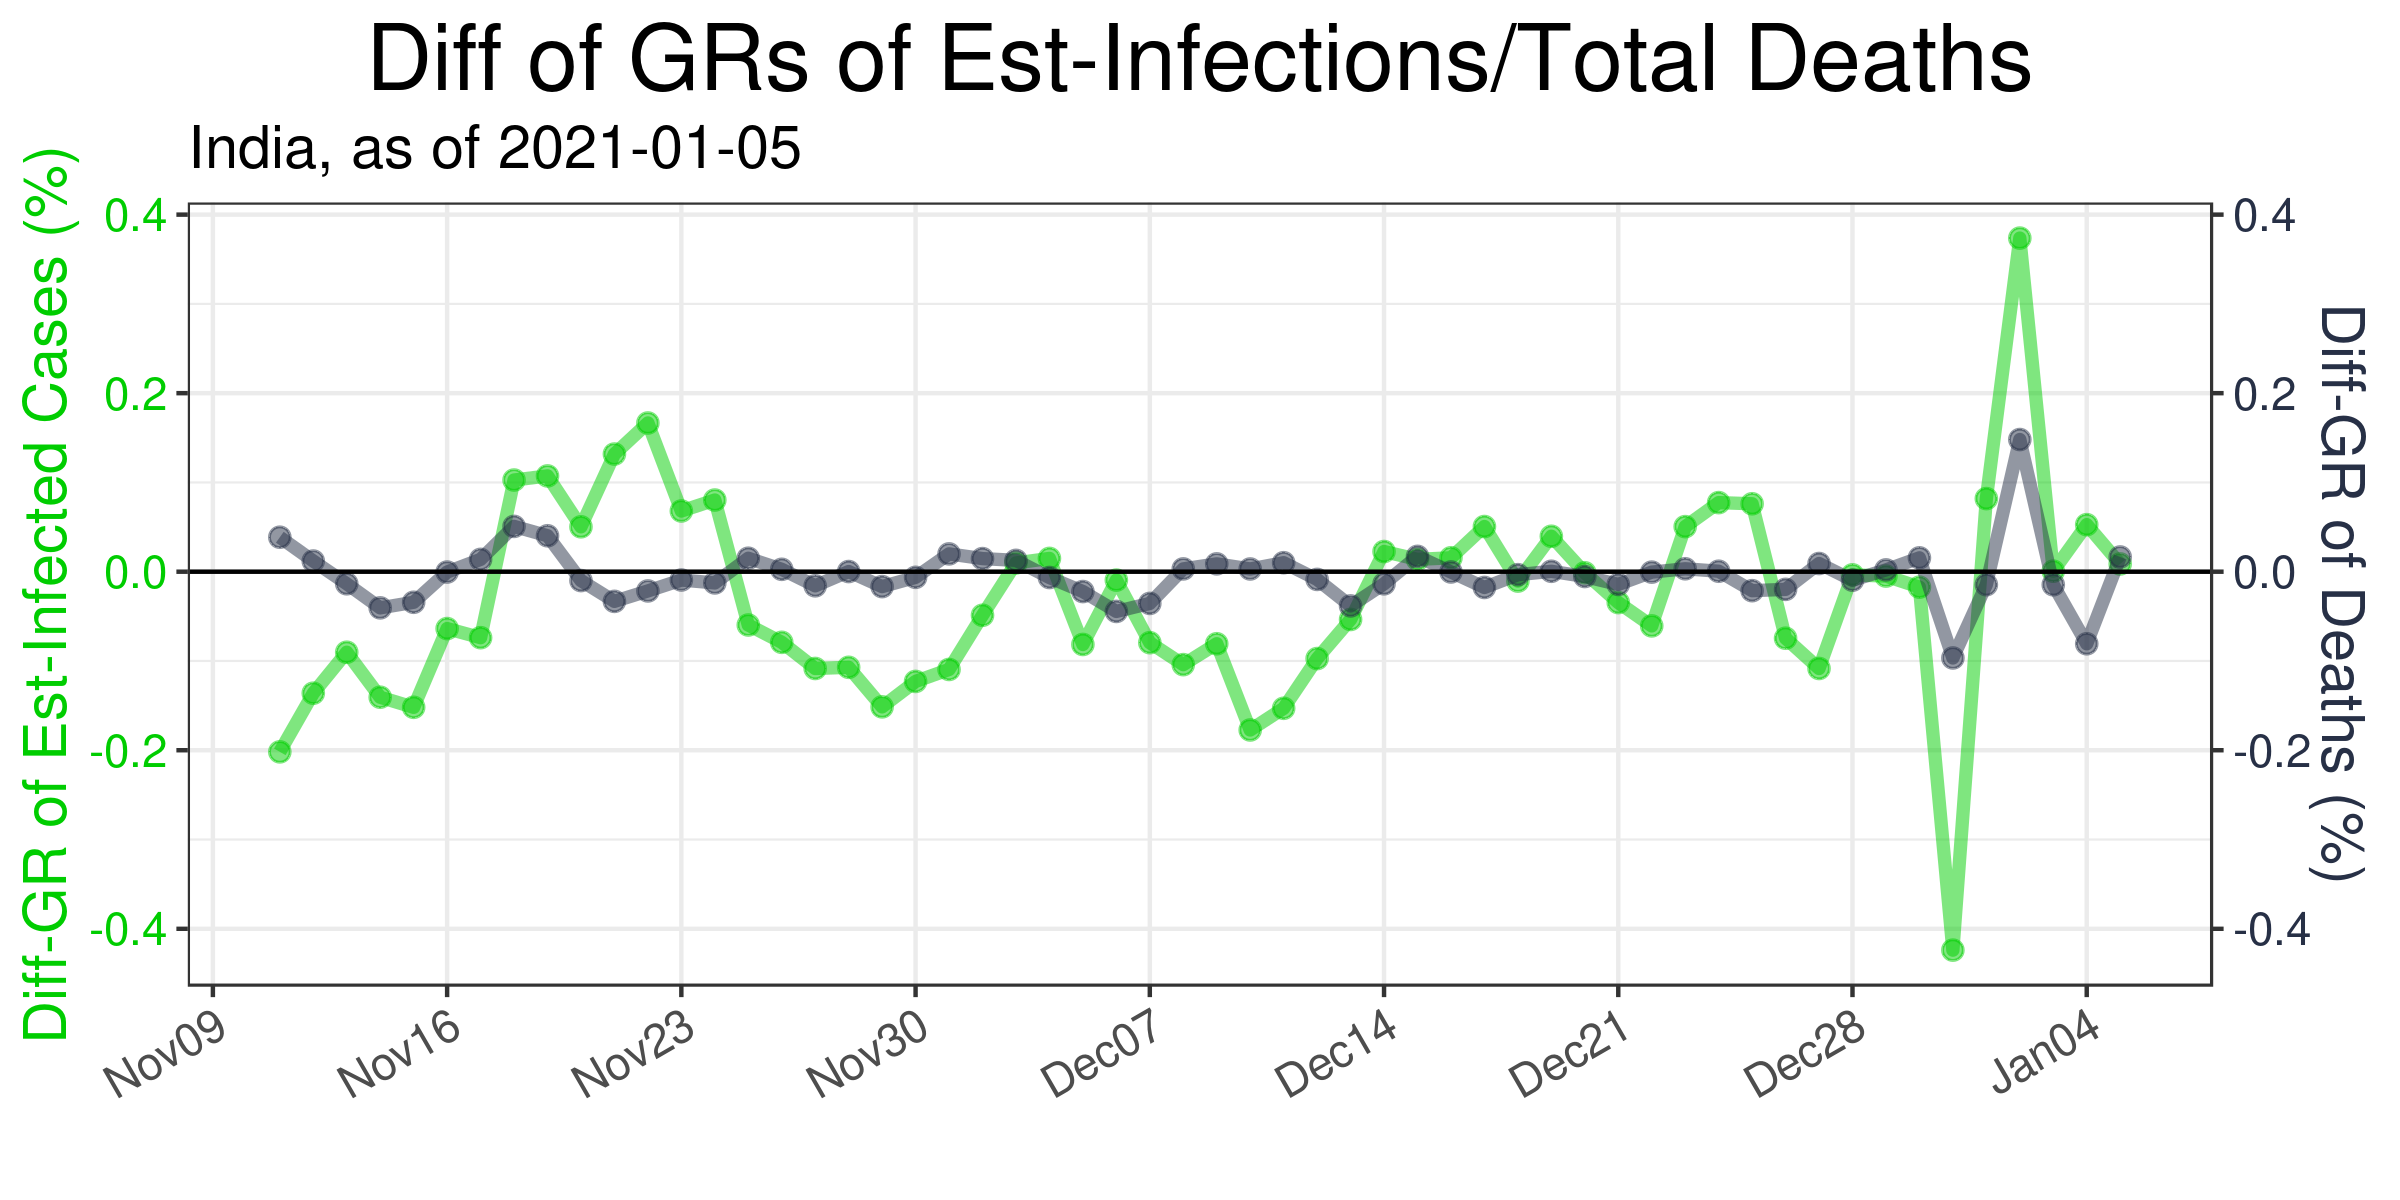 Diff of GRs of Est-Infections/Total Deaths
India, as of 2021-01-05
Diff-GR of Est-Infected Cases (%)
0.4
0.2
0.0
-0.2
-0.4
0.4
0.2
0.0
-0.2
-0.4
Diff-GR of Deaths (%)
Nov09 Nov16 Nov23 Nov30 Dec07 Dec14 Dec21 Dec28 Jan04